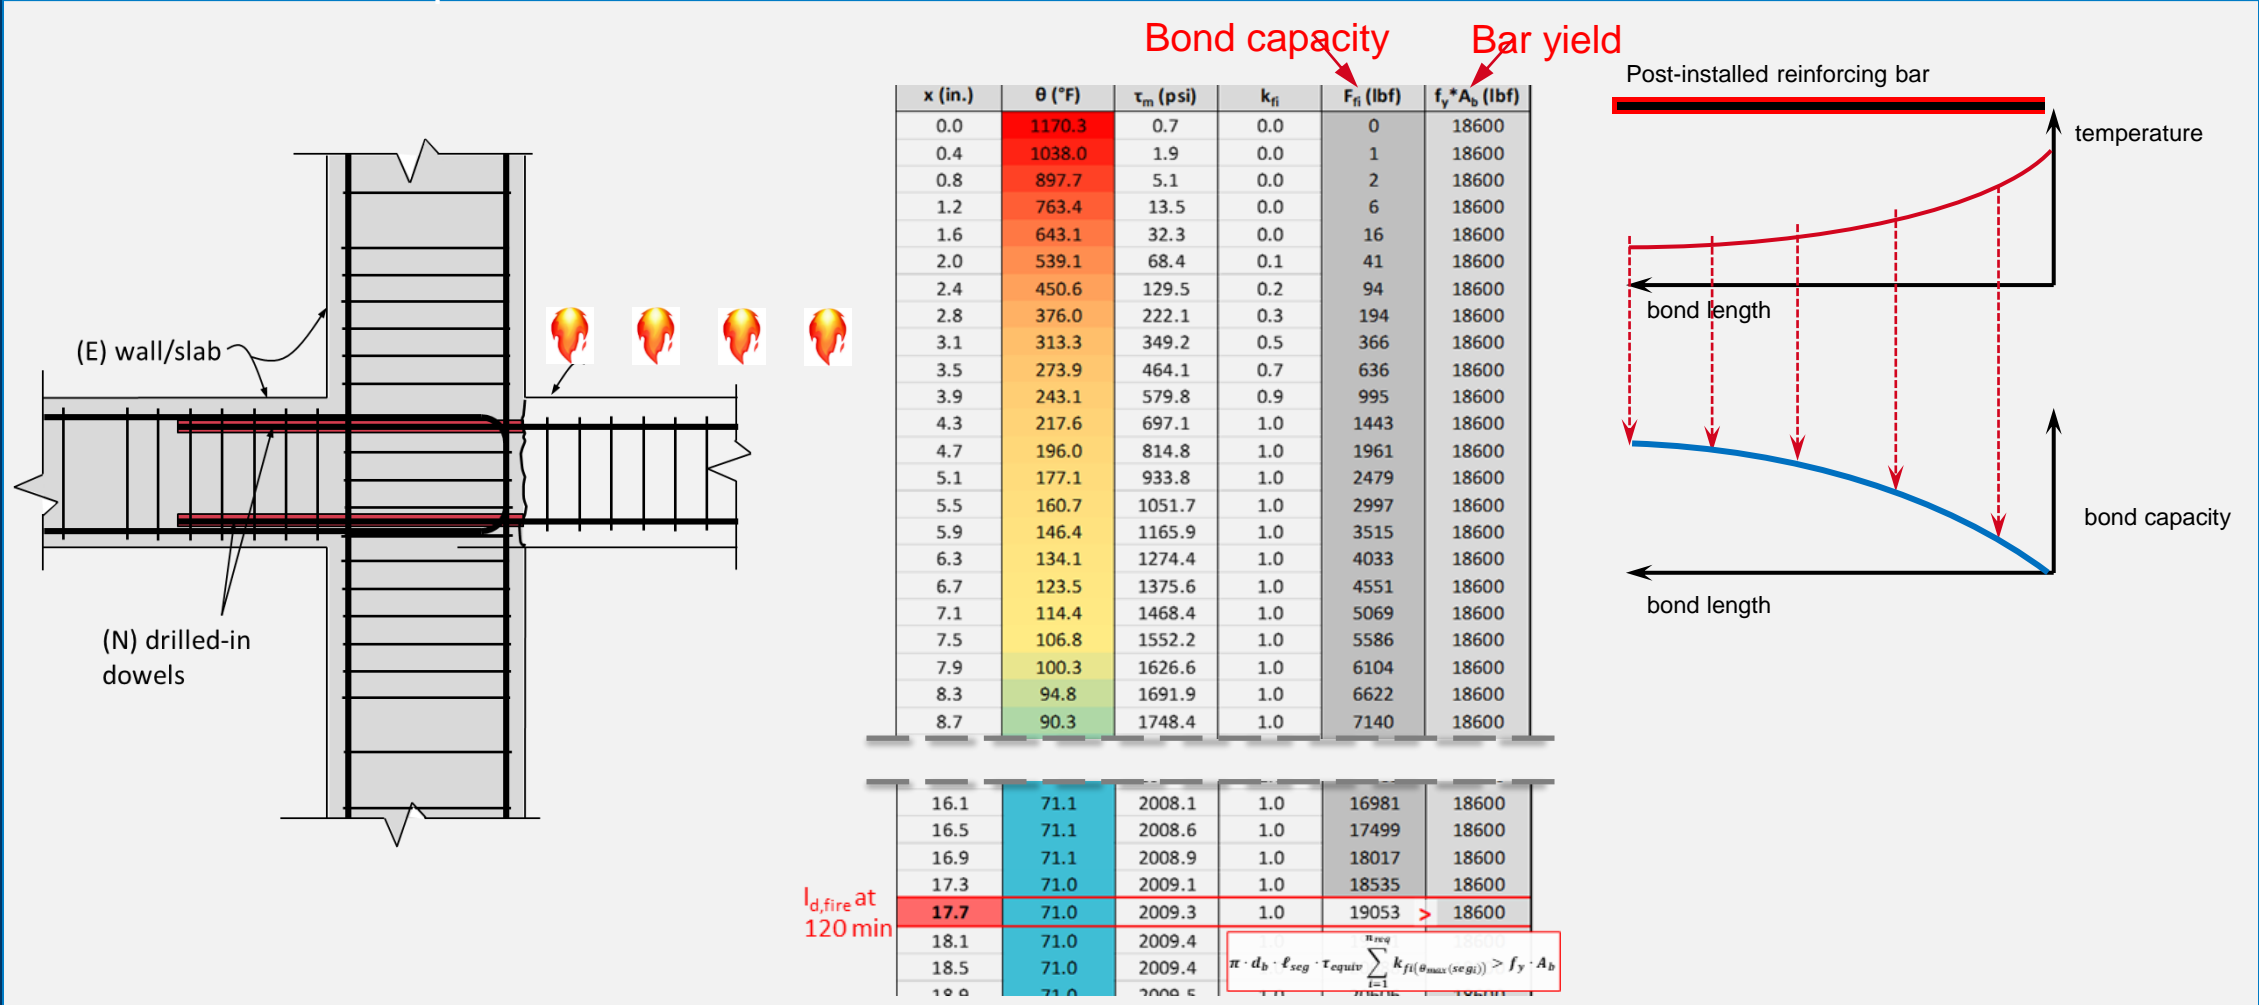 Bond capacity
Bar yield
Post-installed reinforcing bar
temperature
bond length
bond capacity
bond length
(E) wall/slab
(N) drilled-in
dowels
x (in.) θ (°F) τm (psi) kfi Ffi (lbf) fy*Ab (lbf)
0.0 1170.3 0.7 0.0 0 18600
0.4 1038.0 1.9 0.0 1 18600
0.8 897.7 5.1 0.0 2 18600
1.2 763.4 13.5 0.0 6 18600
1.6 643.1 32.3 0.0 16 18600
2.0 539.1 68.4 0.1 41 18600
2.4 450.6 129.5 0.2 94 18600
2.8 376.0 222.1 0.3 194 18600
3.1 313.3 349.2 0.5 366 18600
3.5 273.9 464.1 0.7 636 18600
3.9 243.1 579.8 0.9 995 18600
4.3 217.6 697.1 1.0 1443 18600
4.7 196.0 814.8 1.0 1961 18600
5.1 177.1 933.8 1.0 2479 18600
5.5 160.7 1051.7 1.0 2997 18600
5.9 146.4 1165.9 1.0 3515 18600
6.3 134.1 1274.4 1.0 4033 18600
6.7 123.5 1375.6 1.0 4551 18600
7.1 114.4 1468.4 1.0 5069 18600
7.5 106.8 1552.2 1.0 5586 18600
7.9 100.3 1626.6 1.0 6104 18600
8.3 94.8 1691.9 1.0 6622 18600
8.7 90.3 1748.4 1.0 7140 18600
16.1 71.1 2008.1 1.0 16981 18600
16.5 71.1 2008.6 1.0 17499 18600
16.9 71.1 2008.9 1.0 18017 18600
17.3 71.0 2009.1 1.0 18535 18600
ld,fire at
120 min
17.7 71.0 2009.3 1.0 19053 > 18600
18.1 71.0 2009.4
18.5 71.0 2009.4
18.9 71.0 2009.5
π · db · ℓseg · τequiv ∑ i=1 nreq kfi(θmax(segi)) > fy · Ab